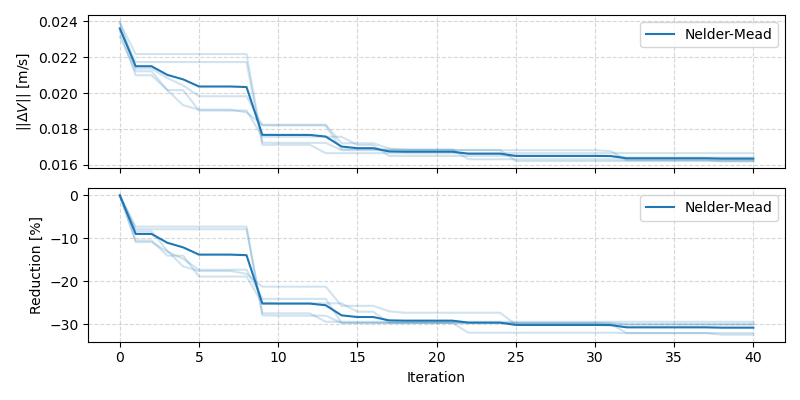 0.024
0.022
0.020
0.018
0.016
||ΔV|| [m/s]
Nelder-Mead
0
−10
−20
−30
Reduction [%]
Nelder-Mead
0 5 10 15 20 25 30 35 40
Iteration